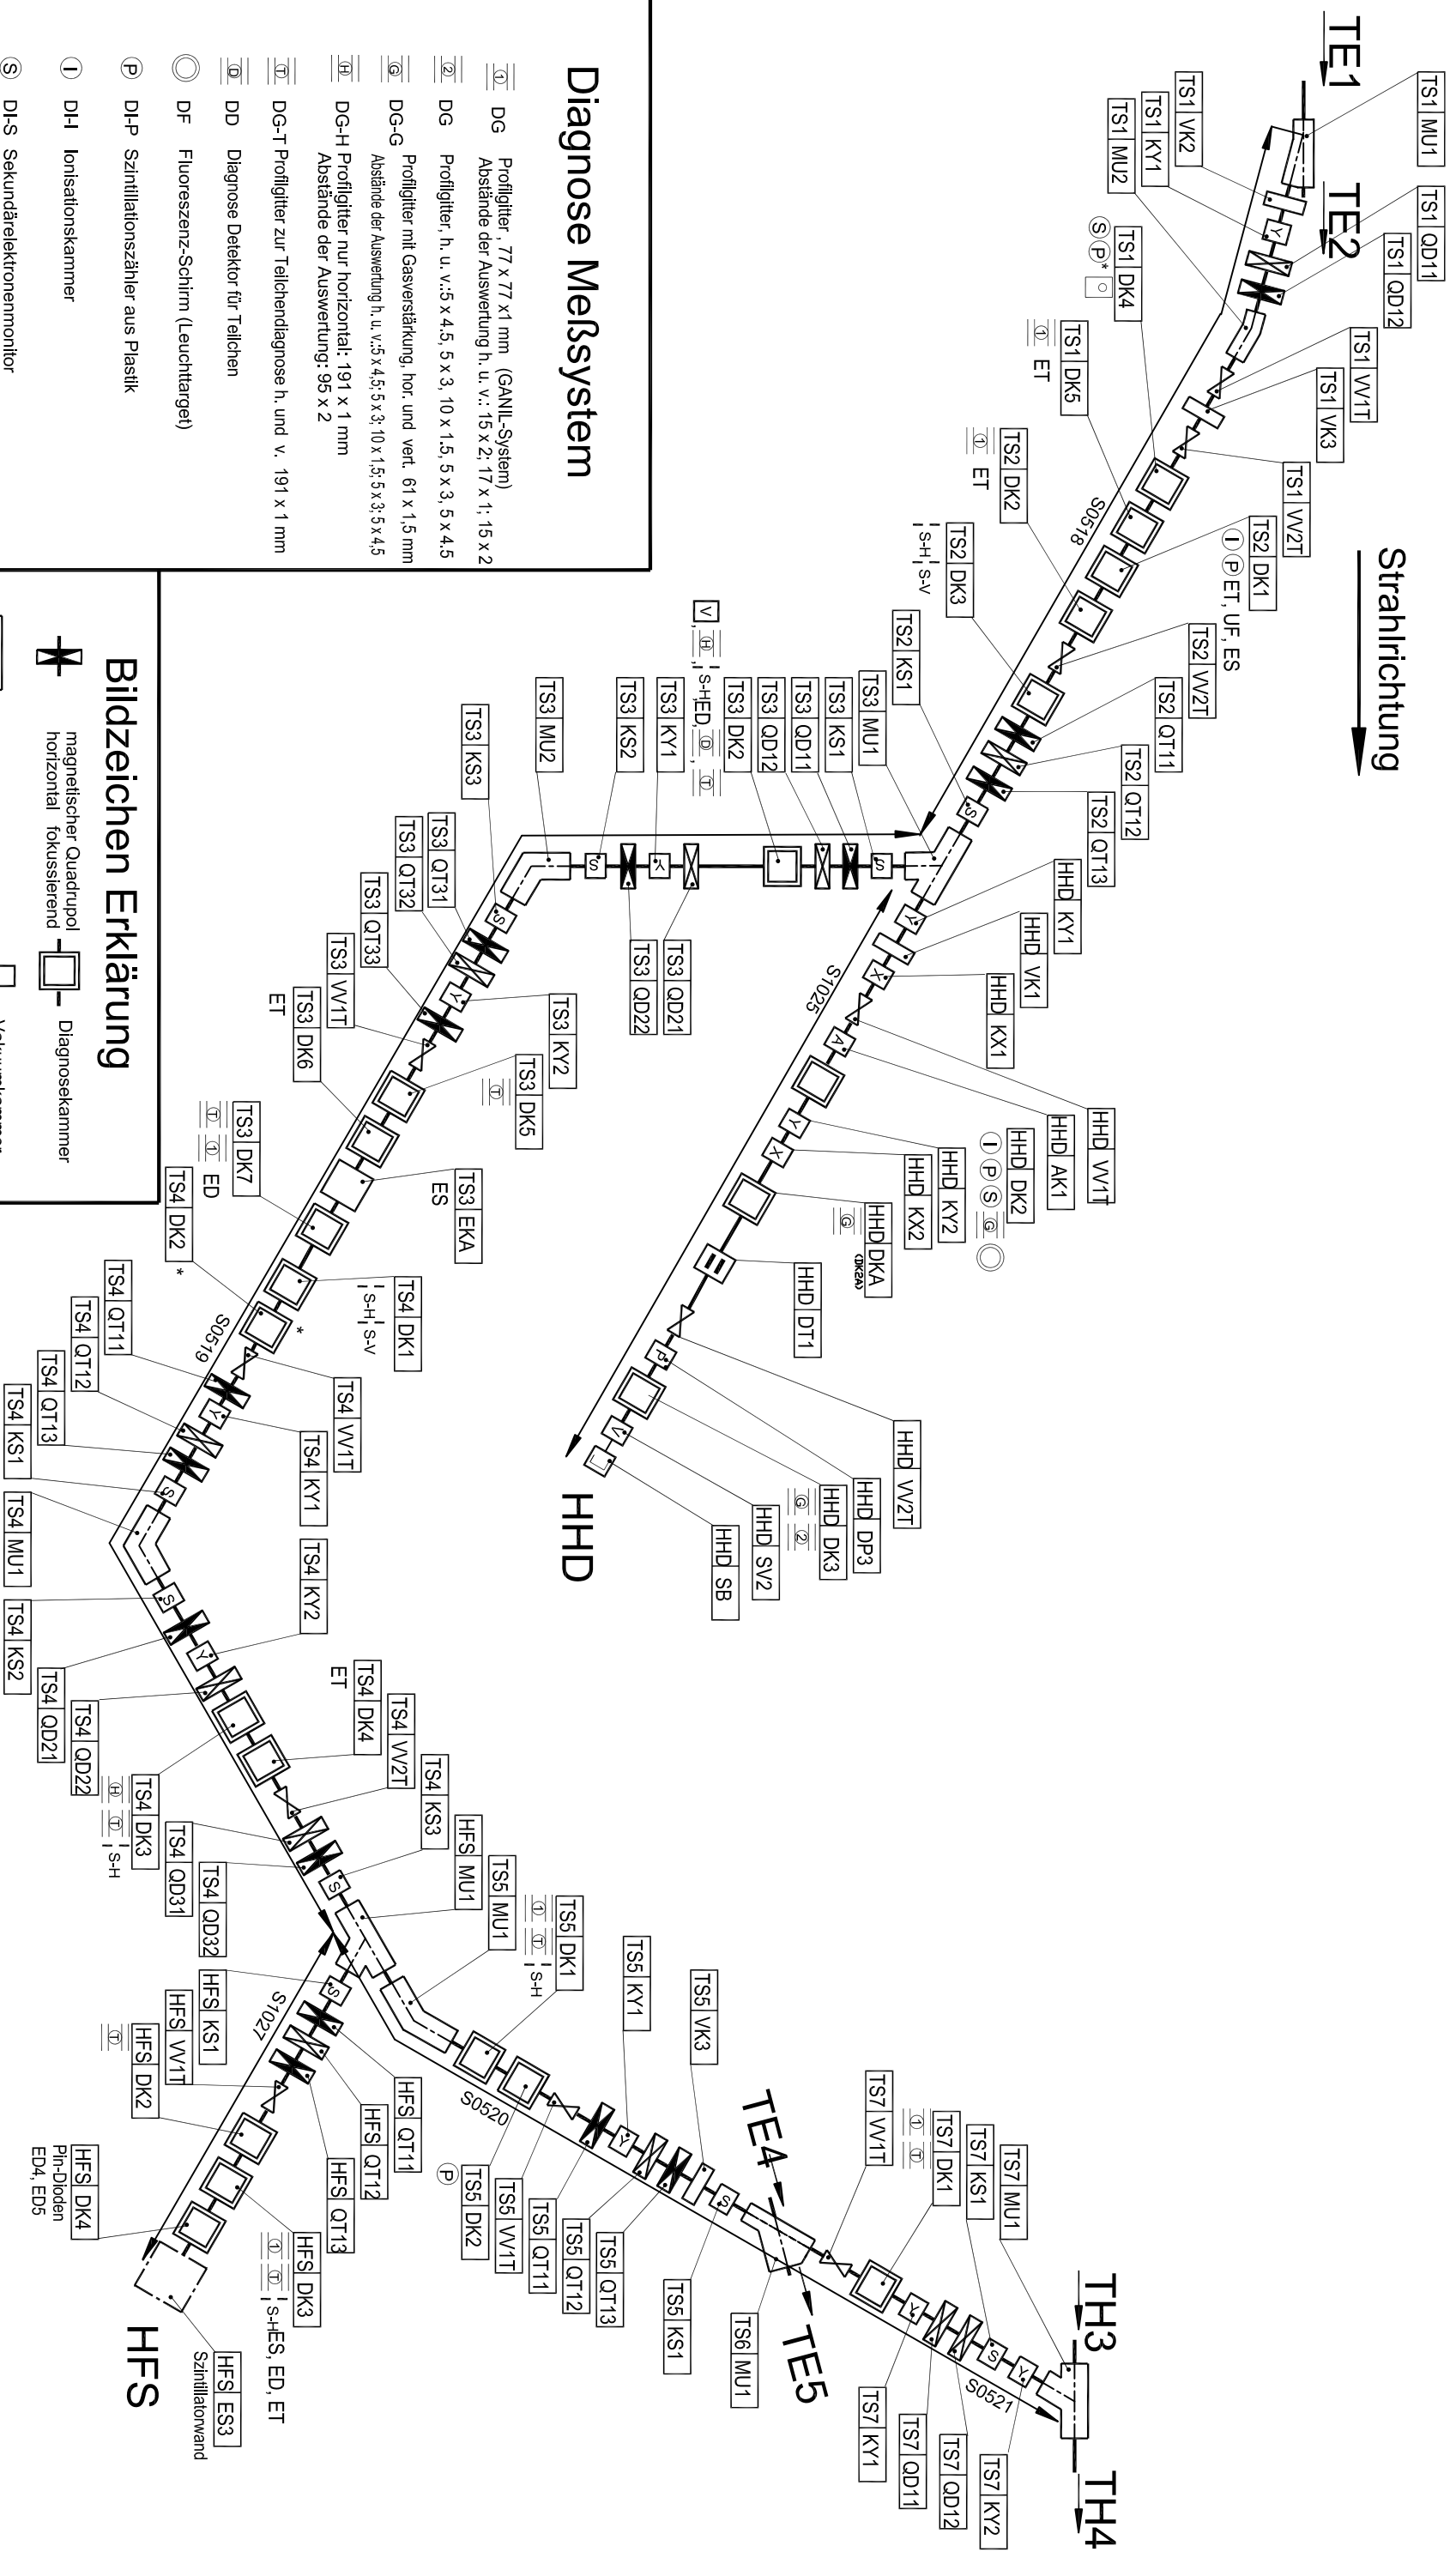 Strahlrichtung
TE1
TE2
TS1 MU1
TS1 QD11
TS1 QD12
TS1 VV1T
TS1 VK3
TS1 VV2T
TS1 VK2
TS1 KY1
TS1 MU2
TS1 DK4
S P *
TS1 DK5
1 ET
TS2 DK1
I P ET, UF, ES
TS2 DK2
1 ET
TS2 VV2T
TS2 DK3
S-H S-V
TS2 QT11
TS2 QT12
TS2 QT13
TS2 KS1
S0518
TS3 MU1
TS3 KS1
TS3 QD11
TS3 QD12
TS3 DK2
V , H , S-H ED, D , T
TS3 KY1
TS3 KS2
TS3 MU2
TS3 KS3
TS3 QD21
TS3 QD22
TS3 QT31
TS3 QT32
TS3 QT33
TS3 VV1T
TS3 DK6
ET
TS3 KY2
TS3 DK5
T
TS3 EKA
ES
TS3 DK7
T 1 ED
HHD KY1
HHD VK1
HHD KX1
HHD VV1T
HHD AK1
HHD DK2
I P S G
HHD KY2
HHD KX2
HHD DKA
(DK2A)
G
HHD DT1
HHD VV2T
HHD DP3
HHD DK3
G 2
HHD SV2
HHD SB
S1025
HHD
TS4 DK2
*
TS4 DK1
S-H S-V
*
S0519
TS4 VV1T
TS4 KY1
TS4 QT11
TS4 QT12
TS4 QT13
TS4 KS1
TS4 MU1
TS4 KS2
TS4 KY2
TS4 QD21
TS4 QD22
TS4 DK3
H T S-H
TS4 DK4
ET
TS4 VV2T
TS4 KS3
TS4 QD31
TS4 QD32
HFS MU1
TS5 MU1
TS5 DK1
1 T S-H
HFS KS1
HFS VV1T
HFS DK2
T
HFS QT11
HFS QT12
HFS QT13
HFS DK3
1 T S-H ES, ED, ET
HFS DK4
Pin-Dioden
ED4, ED5
HFS ES3
Szintillatorwand
S1027
HFS
S0520
TS5 KY1
TS5 VK3
TS5 DK2
P
TS5 VV1T
TS5 QT11
TS5 QT12
TS5 QT13
TS5 KS1
TE4
TE5
TS6 MU1
TS7 VV1T
TS7 DK1
1 T
TS7 KS1
TS7 MU1
TS7 KY1
TS7 QD11
TS7 QD12
TS7 KY2
S0521
TH3
TH4
Diagnose Meßsystem
1 DG Profilgitter , 77 x 77 x1 mm (GANIL-System)
Abstände der Auswertung h. u. v.: 15 x 2; 17 x 1; 15 x 2
2 DG Profilgitter, h. u. v.:5 x 4.5, 5 x 3, 10 x 1.5, 5 x 3, 5 x 4.5
G DG-G Profilgitter mit Gasverstärkung, hor. und vert. 61 x 1,5 mm
Abstände der Auswertung h. u. v.:5 x 4,5; 5 x 3; 10 x 1,5; 5 x 3; 5 x 4,5
H DG-H Profilgitter nur horizontal: 191 x 1 mm
Abstände der Auswertung: 95 x 2
T DG-T Profilgitter zur Teilchendiagnose h. und v. 191 x 1 mm
D DD Diagnose Detektor für Teilchen
DF Fluoreszenz-Schirm (Leuchttarget)
P DI-P Szintillationszähler aus Plastik
I DI-I Ionisationskammer
S DI-S Sekundärelektronenmonitor
Bildzeichen Erklärung
magnetischer Quadrupol
horizontal fokussierend
Diagnosekammer